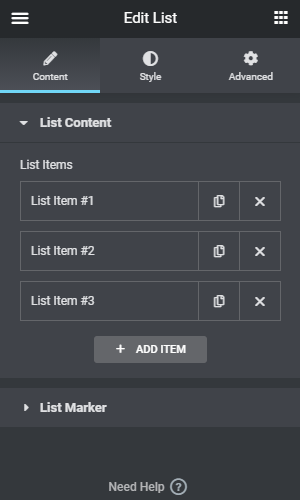 Edit List
Content
Style
Advanced
List Content
List Items
List Item #1
List Item #2
List Item #3
+ ADD ITEM
List Marker
Need Help ?